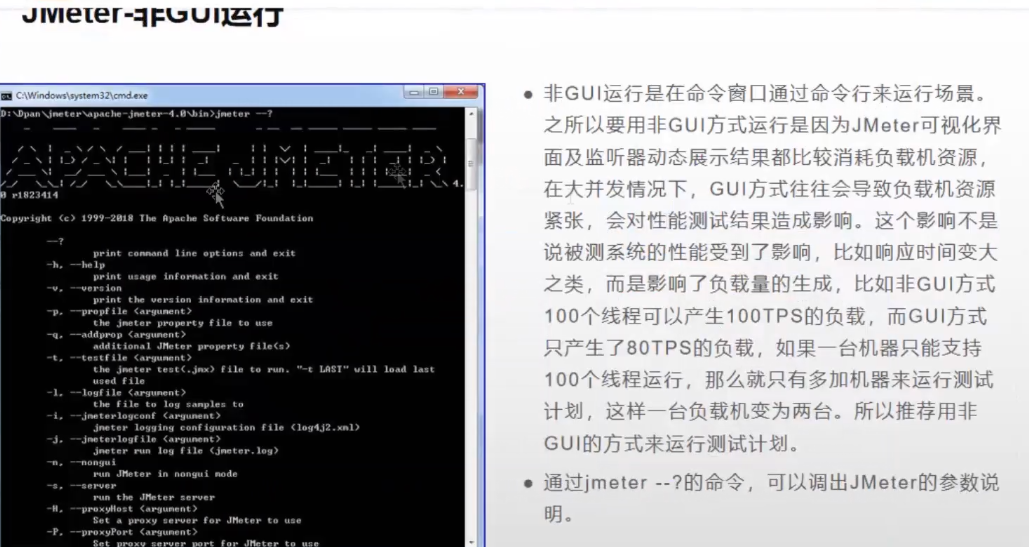 JMeter-非GUI运行
C:\Windows\system32\cmd.exe
D:\Dpan\jmeter\apache-jmeter-4.0\bin>jmeter --?
APACHE JMETER 4.
0 r1823414
Copyright (c) 1999-2018 The Apache Software Foundation
--?
print command line options and exit
-h, --help
print usage information and exit
-v, --version
print the version information and exit
-p, --propfile <argument>
the jmeter property file to use
-q, --addprop <argument>
additional JMeter property file(s)
-t, --testfile <argument>
the jmeter test(.jmx) file to run. "-t LAST" will load last
used file
-l, --logfile <argument>
the file to log samples to
-i, --jmeterlogconf <argument>
jmeter logging configuration file (log4j2.xml)
-j, --jmeterlogfile <argument>
jmeter run log file (jmeter.log)
-n, --nongui
run JMeter in nongui mode
-s, --server
run the JMeter server
-H, --proxyHost <argument>
Set a proxy server for JMeter to use
-P, --proxyPort <argument>
Set proxy server port for JMeter to use
● 非GUI运行是在命令窗口通过命令行来运行场景。
之所以要用非GUI方式运行是因为JMeter可视化界
面及监听器动态展示结果都比较消耗负载机资源，
在大并发情况下，GUI方式往往会导致负载机资源
紧张，会对性能测试结果造成影响。这个影响不是
说被测系统的性能受到了影响，比如响应时间变大
之类，而是影响了负载量的生成，比如非GUI方式
100个线程可以产生100TPS的负载，而GUI方式
只产生了80TPS的负载，如果一台机器只能支持
100个线程运行，那么就只有多加机器来运行测试
计划，这样一台负载机变为两台。所以推荐用非
GUI的方式来运行测试计划。
● 通过jmeter --?的命令，可以调出JMeter的参数说
明。